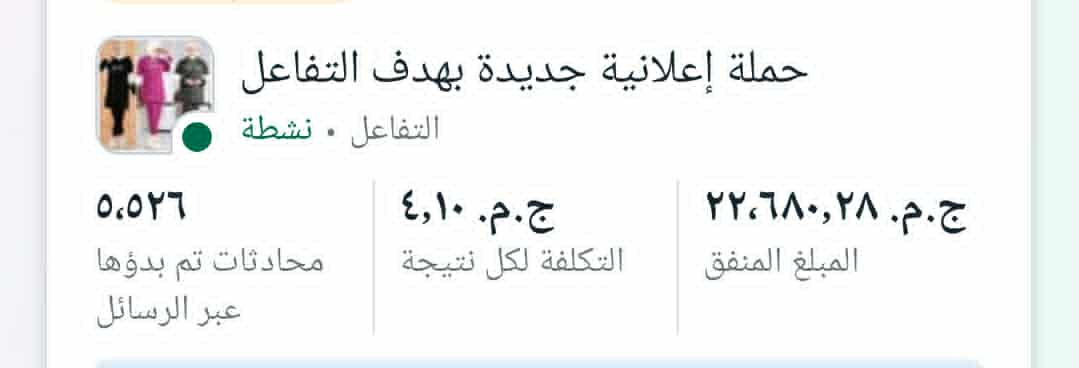 حملة إعلانية جديدة بهدف التفاعل
التفاعل • نشطة
ج.م. ٢٢،٦٨٠,٢٨
المبلغ المنفق
ج.م. ٤,١٠
التكلفة لكل نتيجة
٥،٥٢٦
محادثات تم بدؤها
عبر الرسائل